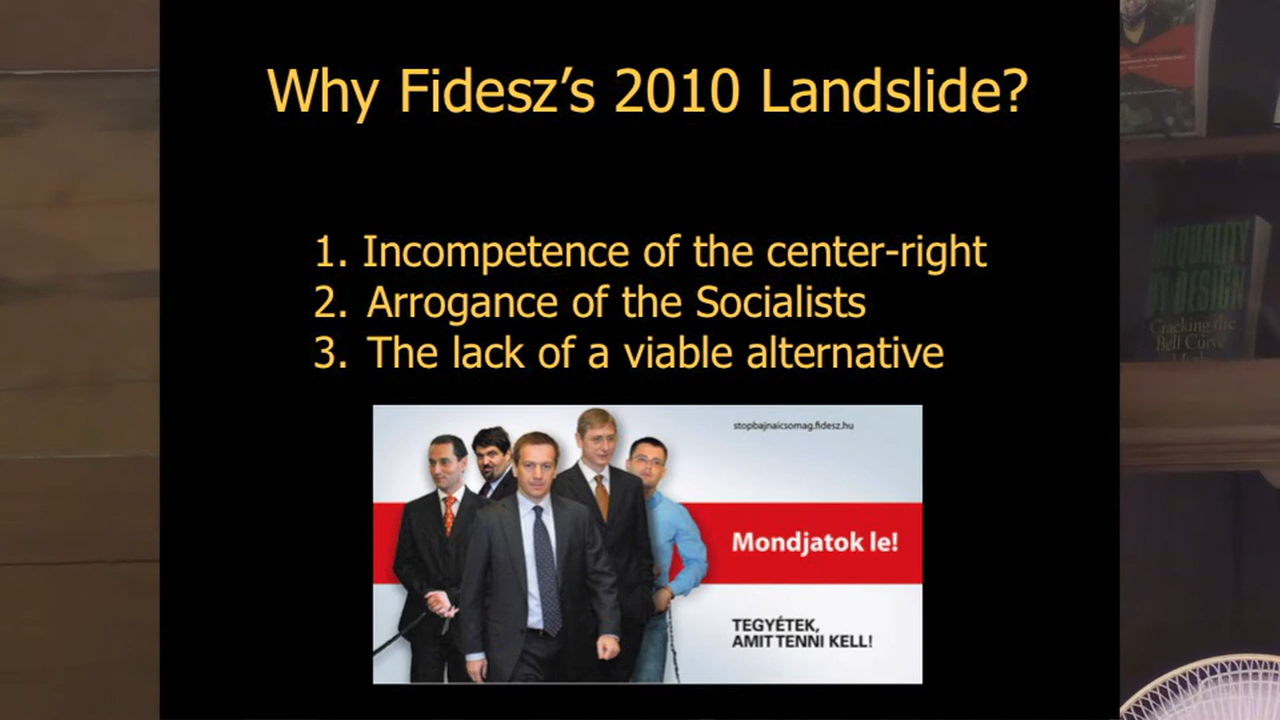 Why Fidesz’s 2010 Landslide?
1. Incompetence of the center-right
2. Arrogance of the Socialists
3. The lack of a viable alternative
stopbajnaicsomag.fidesz.hu
Mondjatok le!
TEGYÉTEK,
AMIT TENNI KELL!
INEQUALITY
BY DESIGN
Cracking the
Bell Curve